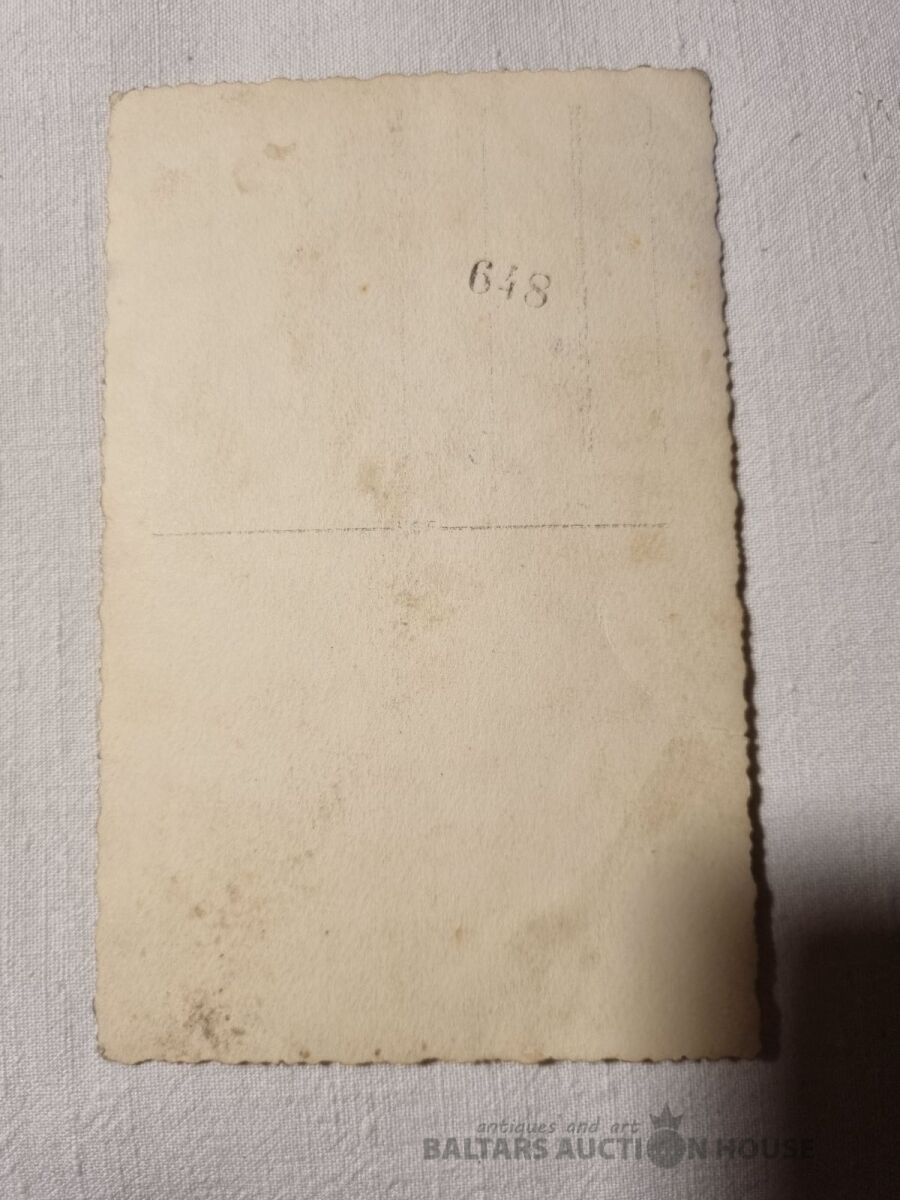 648
antiques and art
BALTARS AUCTION HOUSE